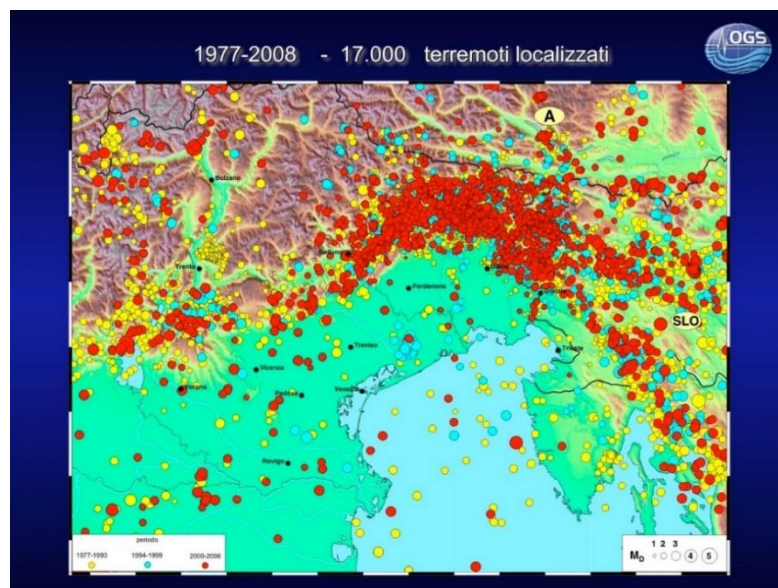 1977-2008 - 17.000 terremoti localizzati
OGS
A
Bolzano
Trento
Udine
Pordenone
SLO
Treviso
Trieste
Vicenza
Verona
Padova
Venezia
Rovigo
periodo
1977-1993 1994-1999 2000-2008
1 2 3
MD 4 5